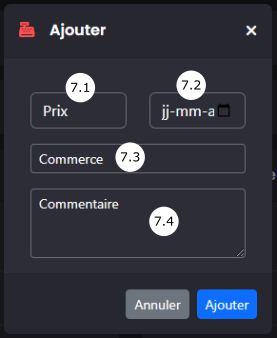 Ajouter ×
7.1 7.2
Prix jj-mm-a
Commerce 7.3
Commentaire
7.4
Annuler Ajouter